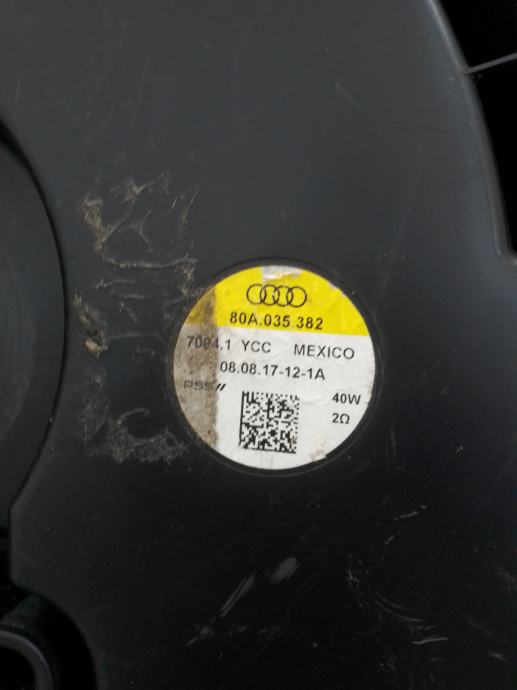 80A.035.382
7094.1 YCC MEXICO
08.08.17-12-1A
PSS
40W
2Ω